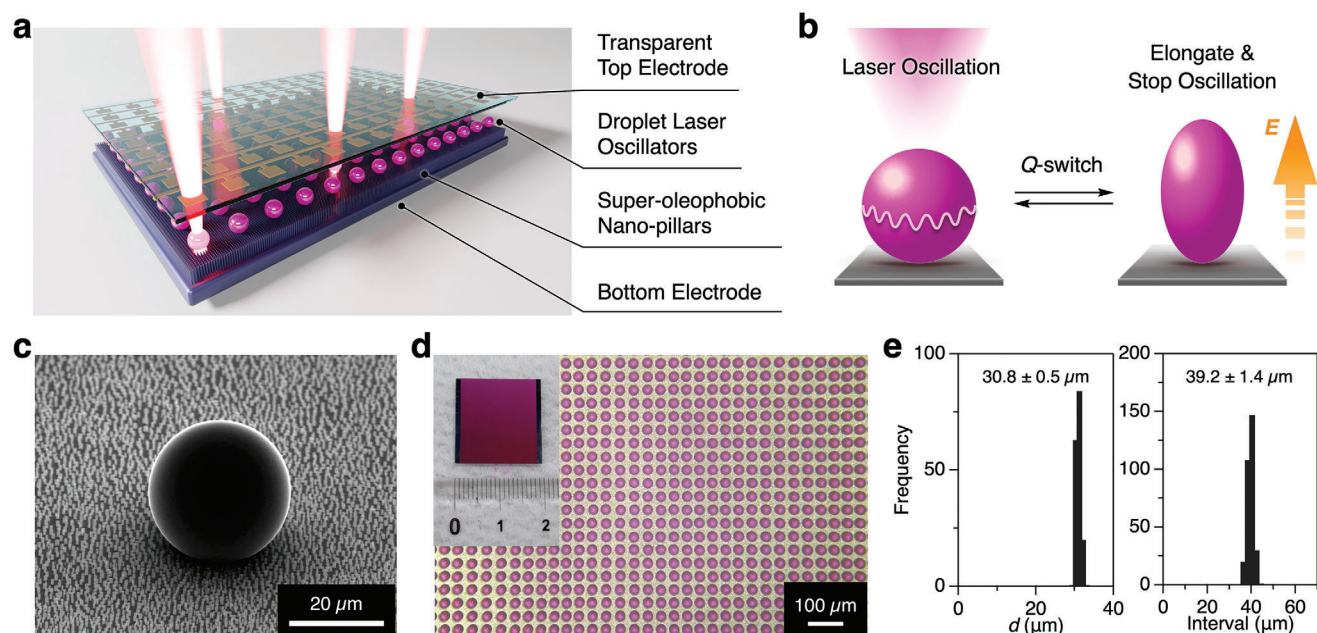 a
Transparent
Top Electrode
Droplet Laser
Oscillators
Super-oleophobic
Nano-pillars
Bottom Electrode
b
Laser Oscillation
Elongate &
Stop Oscillation
Q-switch
E
c
20 µm
d
0 1 2
100 µm
e
100
50
0
Frequency
30.8 ± 0.5 µm
0 20 40
d (µm)
200
150
100
50
0
39.2 ± 1.4 µm
0 20 40 60
Interval (µm)